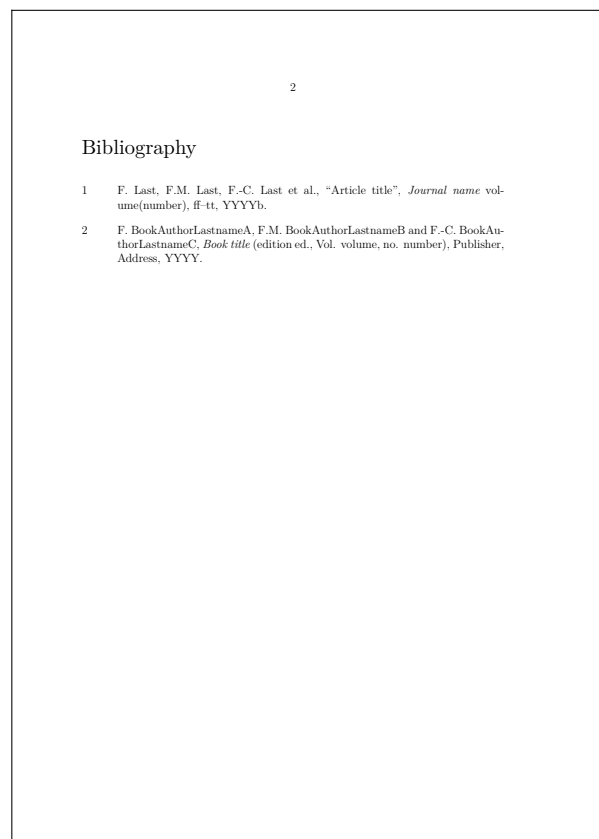 2
Bibliography
1 F. Last, F.M. Last, F.-C. Last et al., “Article title”, Journal name vol-
ume(number), ff–tt, YYYYb.
2 F. BookAuthorLastnameA, F.M. BookAuthorLastnameB and F.-C. BookAu-
thorLastnameC, Book title (edition ed., Vol. volume, no. number), Publisher,
Address, YYYY.